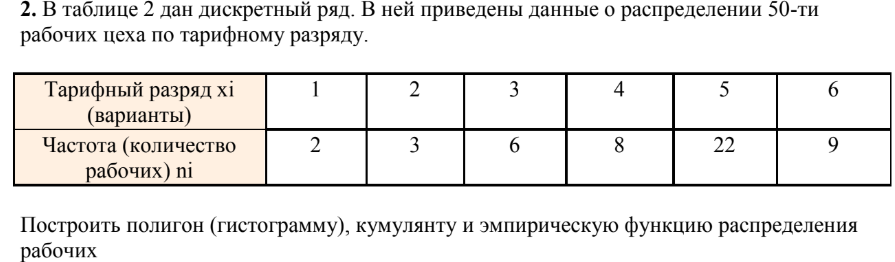 2. В таблице 2 дан дискретный ряд. В ней приведены данные о распределении 50-ти
рабочих цеха по тарифному разряду.
Тарифный разряд xi 1 2 3 4 5 6
(варианты)
Частота (количество 2 3 6 8 22 9
рабочих) ni
Построить полигон (гистограмму), кумулянту и эмпирическую функцию распределения
рабочих